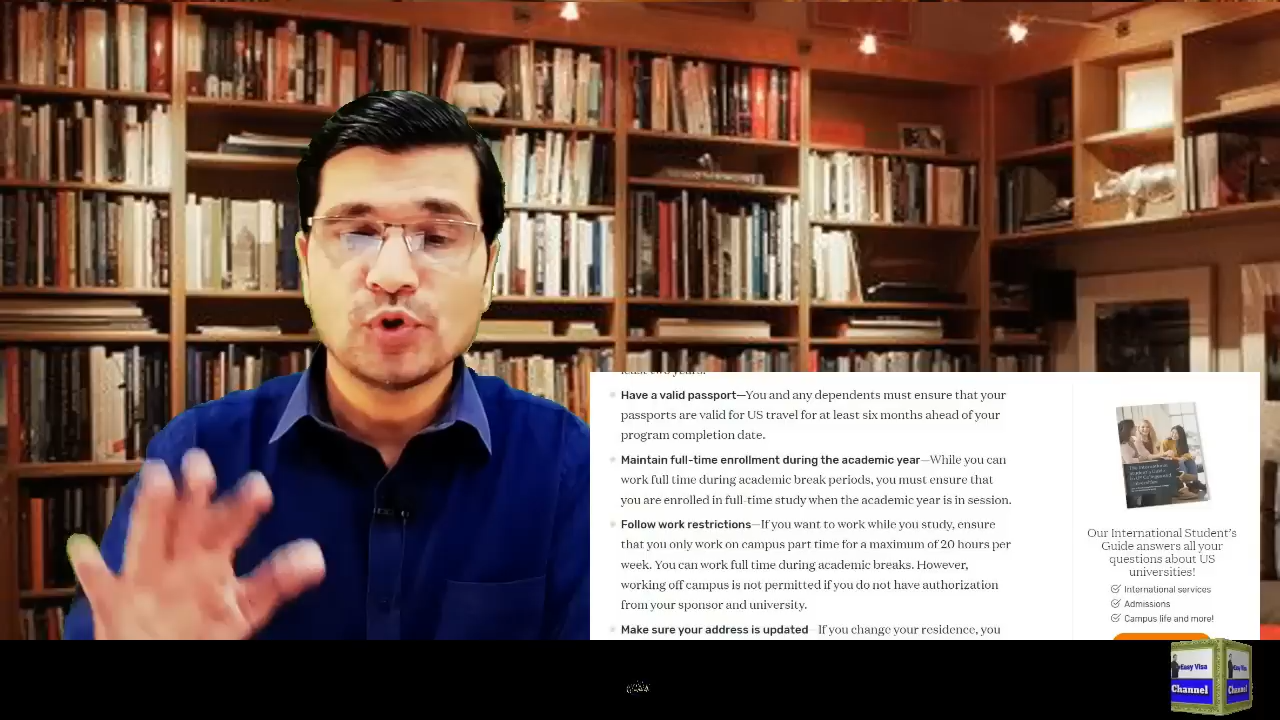 Have a valid passport—You and any dependents must ensure that your
passports are valid for US travel for at least six months ahead of your
program completion date.
Maintain full-time enrollment during the academic year—While you can
work full time during academic break periods, you must ensure that
you are enrolled in full-time study when the academic year is in session.
Follow work restrictions—If you want to work while you study, ensure
that you only work on campus part time for a maximum of 20 hours per
week. You can work full time during academic breaks. However,
working off campus is not permitted if you do not have authorization
from your sponsor and university.
Make sure your address is updated—If you change your residence, you
Our International Student's
Guide answers all your
questions about US
universities!
International services
Admissions
Campus life and more!
Easy Visa
Channel
Easy Visa
Channel